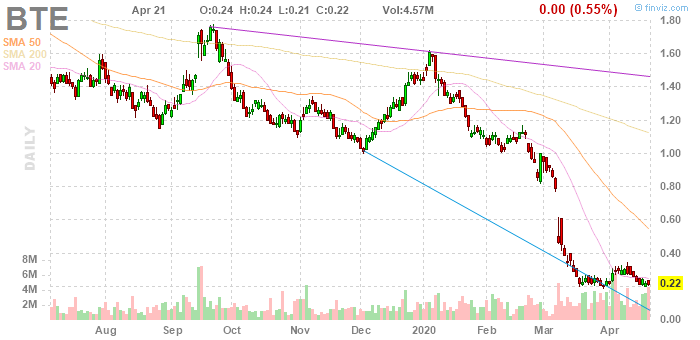 BTE
Apr 21 O:0.24 H:0.24 L:0.21 C:0.22 Vol:4.57M 0.00 (0.55%) @ finviz.com
SMA 50
SMA 200
SMA 20
DAILY
1.80
1.60
1.40
1.20
1.00
0.80
0.60
0.40
0.22
0.00
8M
6M
4M
2M
Aug Sep Oct Nov Dec 2020 Feb Mar Apr